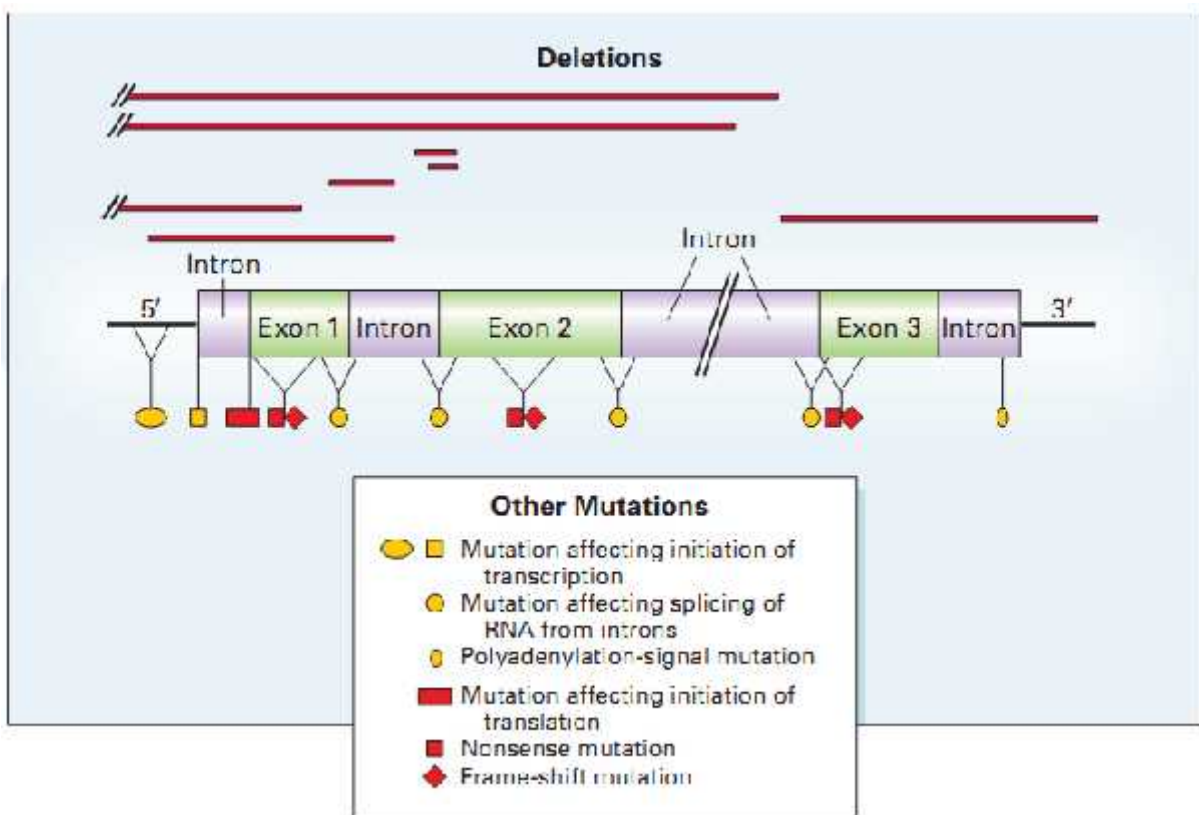 Deletions
Intron
Intron
5′
Exon 1
Intron
Exon 2
Exon 3
Intron
3′
Other Mutations
Mutation affecting initiation of
transcription
Mutation affecting splicing of
RNA from introns
Polyadenylation-signal mutation
Mutation affecting initiation of
translation
Nonsense mutation
Frame-shift mutation